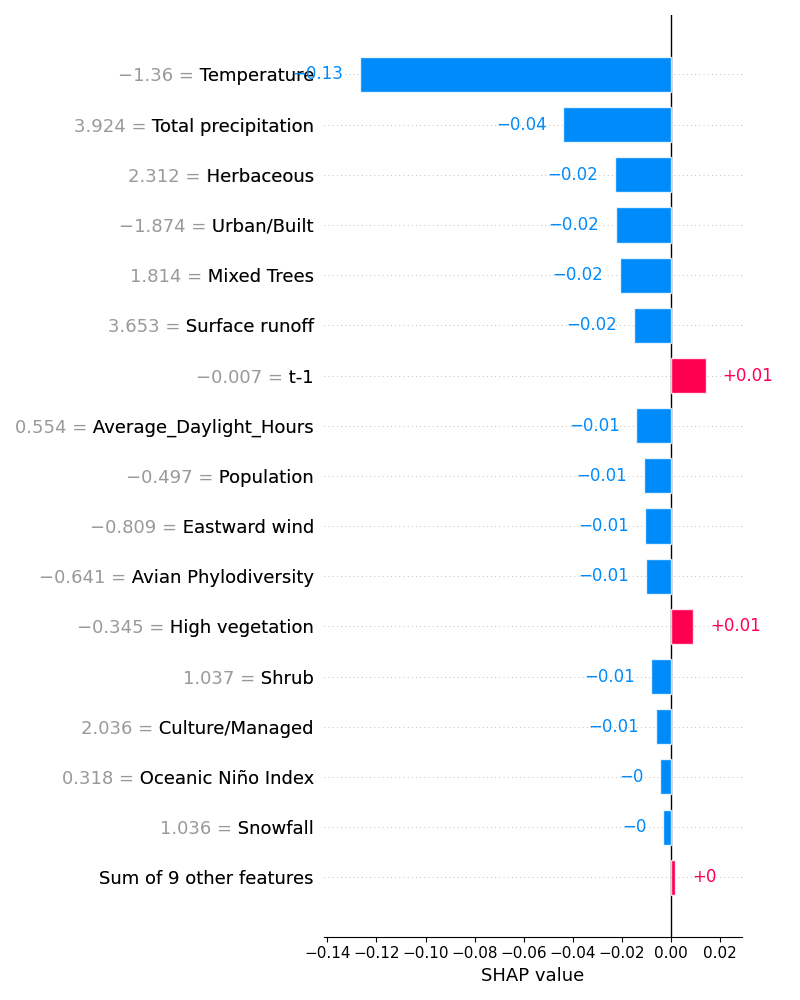 −1.36 = Temperature −0.13
3.924 = Total precipitation −0.04
2.312 = Herbaceous −0.02
−1.874 = Urban/Built −0.02
1.814 = Mixed Trees −0.02
3.653 = Surface runoff −0.02
−0.007 = t-1 +0.01
0.554 = Average_Daylight_Hours −0.01
−0.497 = Population −0.01
−0.809 = Eastward wind −0.01
−0.641 = Avian Phylodiversity −0.01
−0.345 = High vegetation +0.01
1.037 = Shrub −0.01
2.036 = Culture/Managed −0.01
0.318 = Oceanic Niño Index −0
1.036 = Snowfall −0
Sum of 9 other features +0
−0.14 −0.12 −0.10 −0.08 −0.06 −0.04 −0.02 0.00 0.02
SHAP value